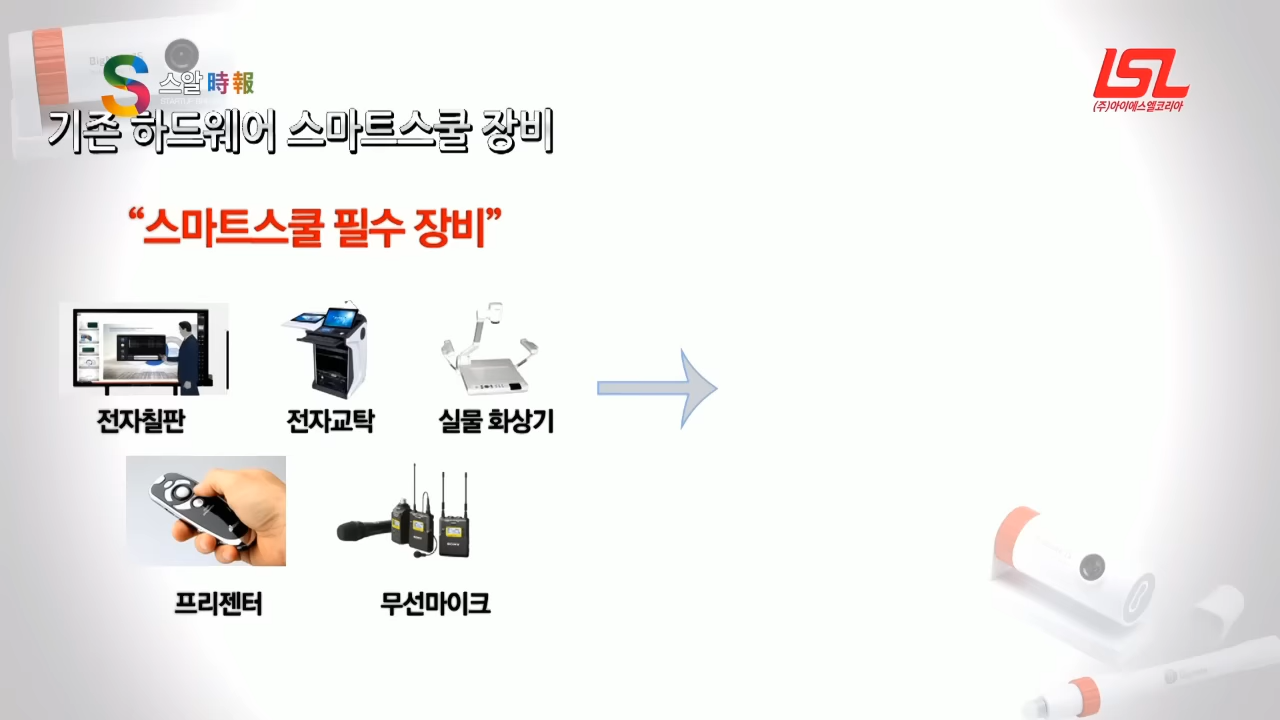 스알 時報
LSL
(주)아이에스엘코리아
기존 하드웨어 스마트스쿨 장비
“스마트스쿨 필수 장비”
전자칠판
전자교탁
실물 화상기
프리젠터
무선마이크